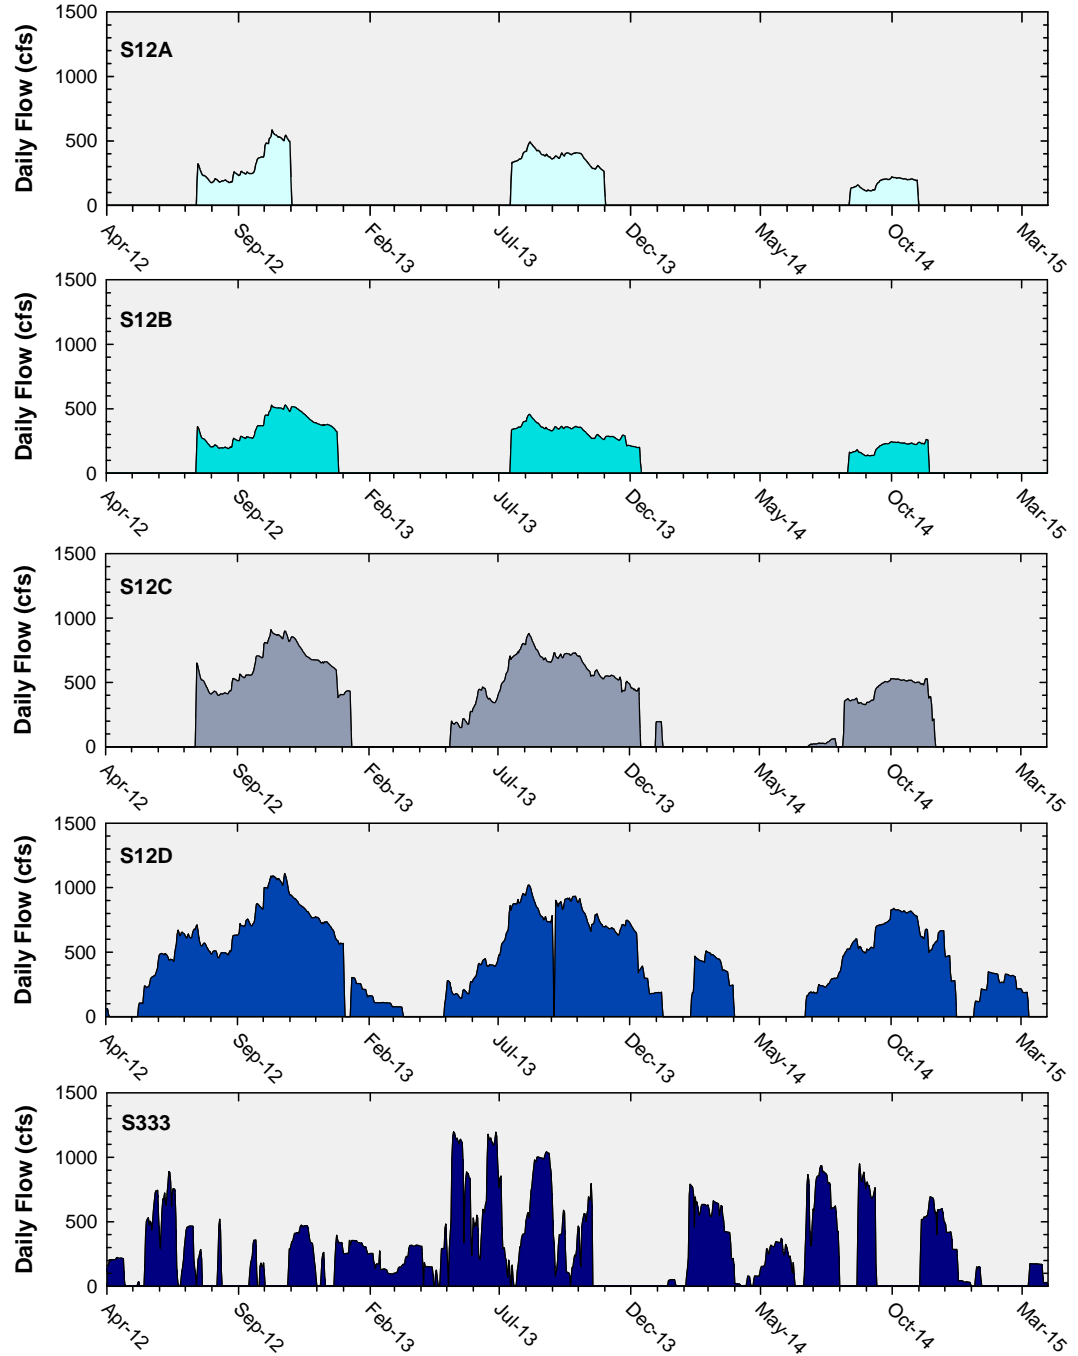 Daily Flow (cfs)
1500
1000
500
0
S12A
Apr-12 Sep-12 Feb-13 Jul-13 Dec-13 May-14 Oct-14 Mar-15
Daily Flow (cfs)
1500
1000
500
0
S12B
Apr-12 Sep-12 Feb-13 Jul-13 Dec-13 May-14 Oct-14 Mar-15
Daily Flow (cfs)
1500
1000
500
0
S12C
Apr-12 Sep-12 Feb-13 Jul-13 Dec-13 May-14 Oct-14 Mar-15
Daily Flow (cfs)
1500
1000
500
0
S12D
Apr-12 Sep-12 Feb-13 Jul-13 Dec-13 May-14 Oct-14 Mar-15
Daily Flow (cfs)
1500
1000
500
0
S333
Apr-12 Sep-12 Feb-13 Jul-13 Dec-13 May-14 Oct-14 Mar-15